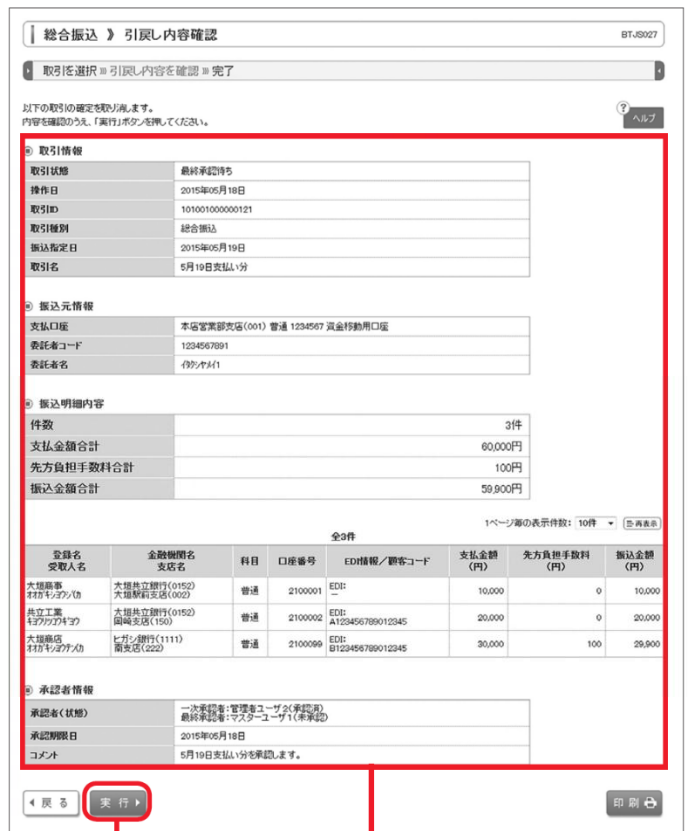 総合振込 》 引戻し内容確認 BTJS027
取引を選択 》 引戻し内容を確認 》 完了
以下の取引の確定を取り消します。
内容を確認のうえ、「実行」ボタンを押してください。
? ヘルプ
取引情報
取引状態 最終承認待ち
操作日 2015年05月18日
取引ID 101001000000121
取引種別 総合振込
振込指定日 2015年05月19日
取引名 5月19日支払い分
振込元情報
支払口座 本店営業部支店(001) 普通 1234567 資金移動用口座
委託者コード 1234567891
委託者名 ｲﾀｸｼﾔﾒｲ1
振込明細内容
件数 3件
支払金額合計 60,000円
先方負担手数料合計 100円
振込金額合計 59,900円
1ページ毎の表示件数: 10件 再表示
全3件
登録名 金融機関名 科目 口座番号 EDI情報／顧客コード 支払金額 先方負担手数料 振込金額
受取人名 支店名 (円) (円) (円)
大垣商事 大垣共立銀行(0152) 普通 2100001 EDI: 10,000 0 10,000
ｵｵｶﾞｷｼﾖｳｼﾞ(ｶ 大垣駅前支店(002) —
共立工業 大垣共立銀行(0152) 普通 2100002 EDI: 20,000 0 20,000
ｷﾖｳﾘﾂｺｳｷﾞﾖｳ 岡崎支店(150) A123456789012345
大垣商店 ヒガシ銀行(1111) 普通 2100099 EDI: 30,000 100 29,900
ｵｵｶﾞｷｼﾖｳﾃﾝ(ｶ 南支店(222) B123456789012345
承認者情報
承認者(状態) 一次承認者：管理者ユーザ2(承認済)
最終承認者：マスターユーザ1(未承認)
承認期限日 2015年05月18日
コメント 5月19日支払い分を承認します。
戻る 実行 印刷